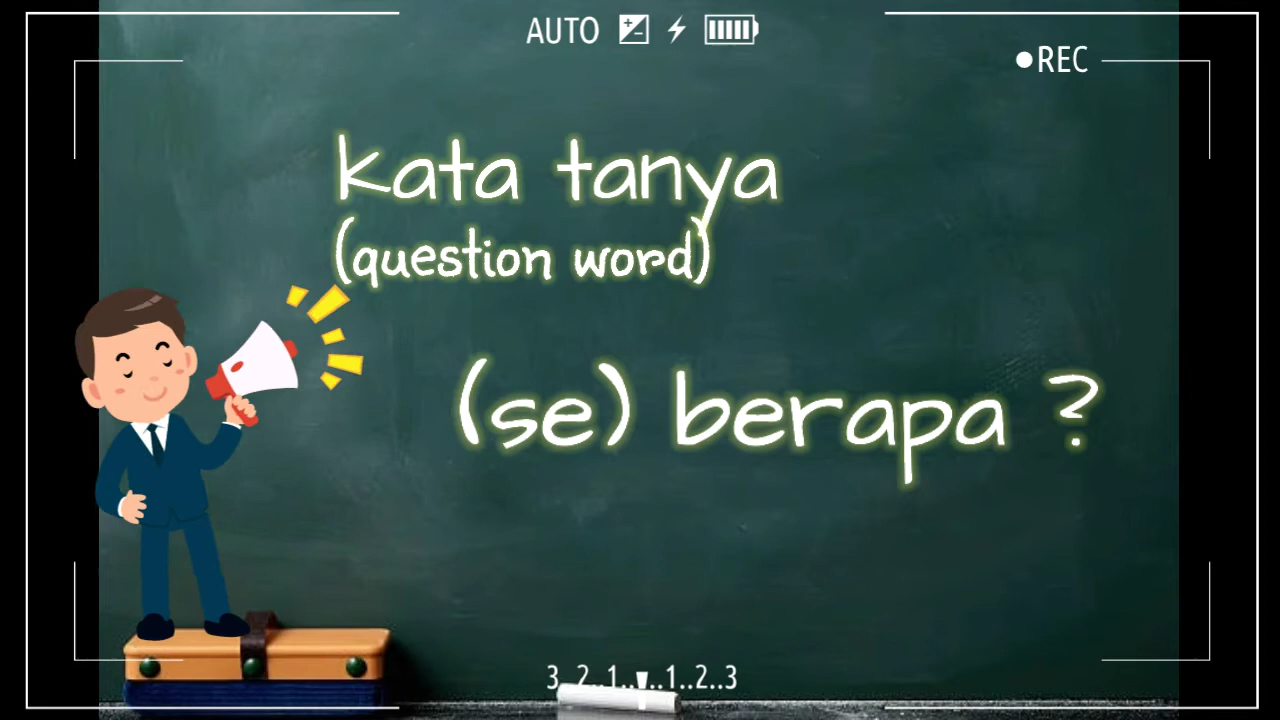 AUTO
REC
kata tanya
(question word)
(se) berapa ?
3..2..1.....1..2..3